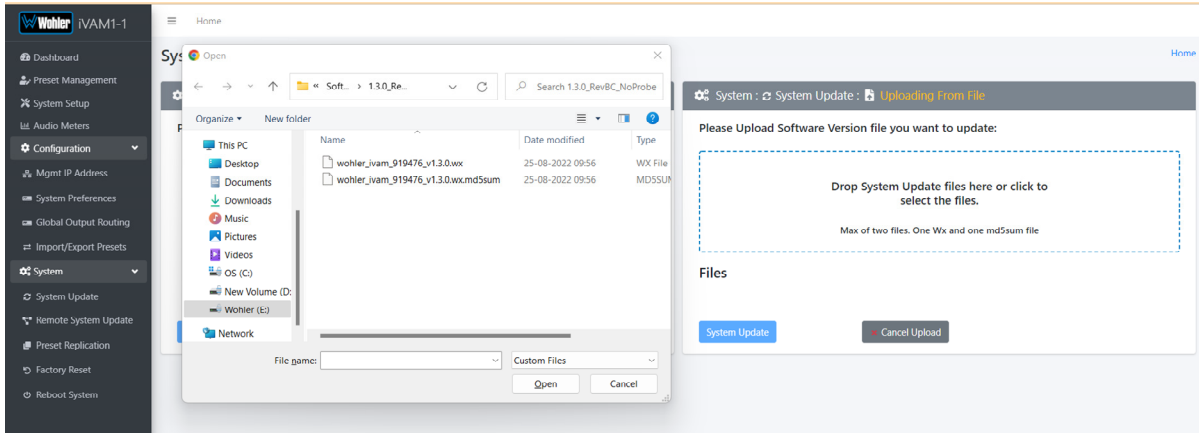 Wohler iVAM1-1
Dashboard
Preset Management
System Setup
Audio Meters
Configuration
Mgmt IP Address
System Preferences
Global Output Routing
Import/Export Presets
System
System Update
Remote System Update
Preset Replication
Factory Reset
Reboot System
Home
Sys
Home
Open
« Soft... > 1.3.0_Re...
Search 1.3.0_RevBC_NoProbe
Organize
New folder
This PC
Desktop
Documents
Downloads
Music
Pictures
Videos
OS (C:)
New Volume (D:
Wohler (E:)
Network
Name Date modified Type
wohler_ivam_919476_v1.3.0.wx 25-08-2022 09:56 WX File
wohler_ivam_919476_v1.3.0.wx.md5sum 25-08-2022 09:56 MD5SUM
File name:
Custom Files
Open
Cancel
System : System Update : Uploading From File
Please Upload Software Version file you want to update:
Drop System Update files here or click to
select the files.
Max of two files. One Wx and one md5sum file
Files
System Update
Cancel Upload